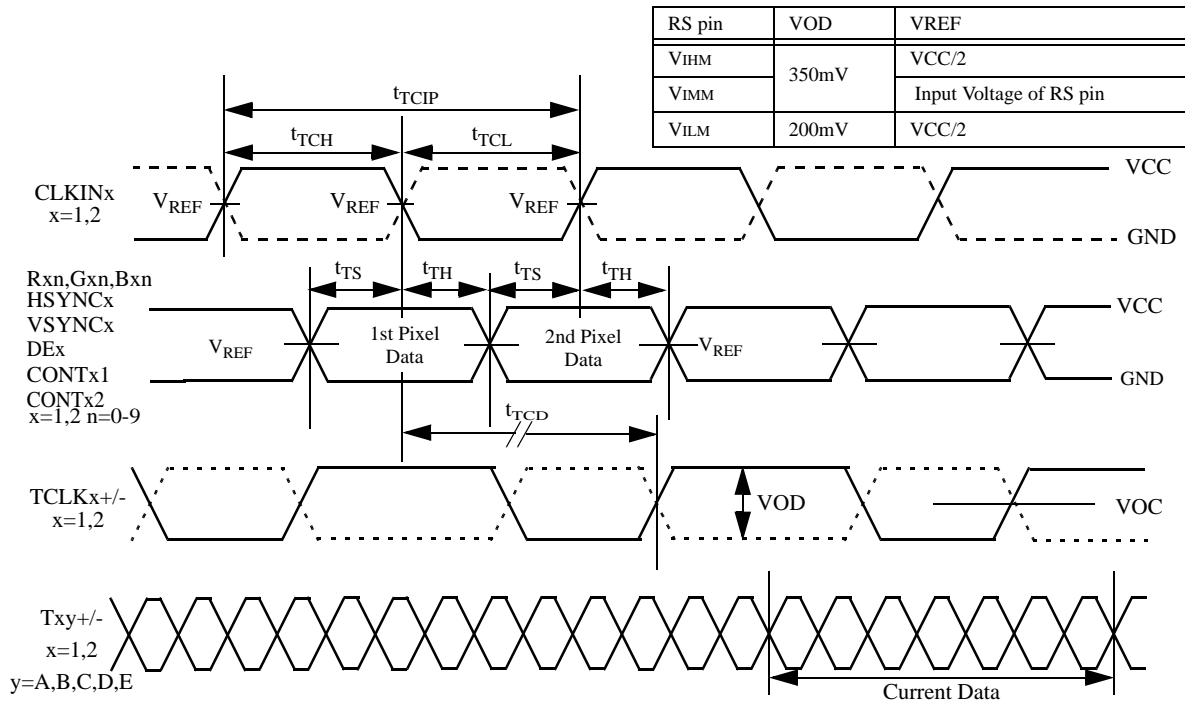 RS pin VOD VREF
VIHM 350mV VCC/2
VIMM Input Voltage of RS pin
VILM 200mV VCC/2
tTCIP
tTCH tTCL
CLKINx
x=1,2
VREF VREF VREF
VCC
GND
tTS tTH tTS tTH
Rxn,Gxn,Bxn
HSYNCx
VSYNCx
DEx
CONTx1
CONTx2
x=1,2 n=0-9
VREF
1st Pixel
Data
2nd Pixel
Data
VREF
VCC
GND
tTCD
TCLKx+/-
x=1,2
VOD
VOC
Txy+/-
x=1,2
y=A,B,C,D,E
Current Data